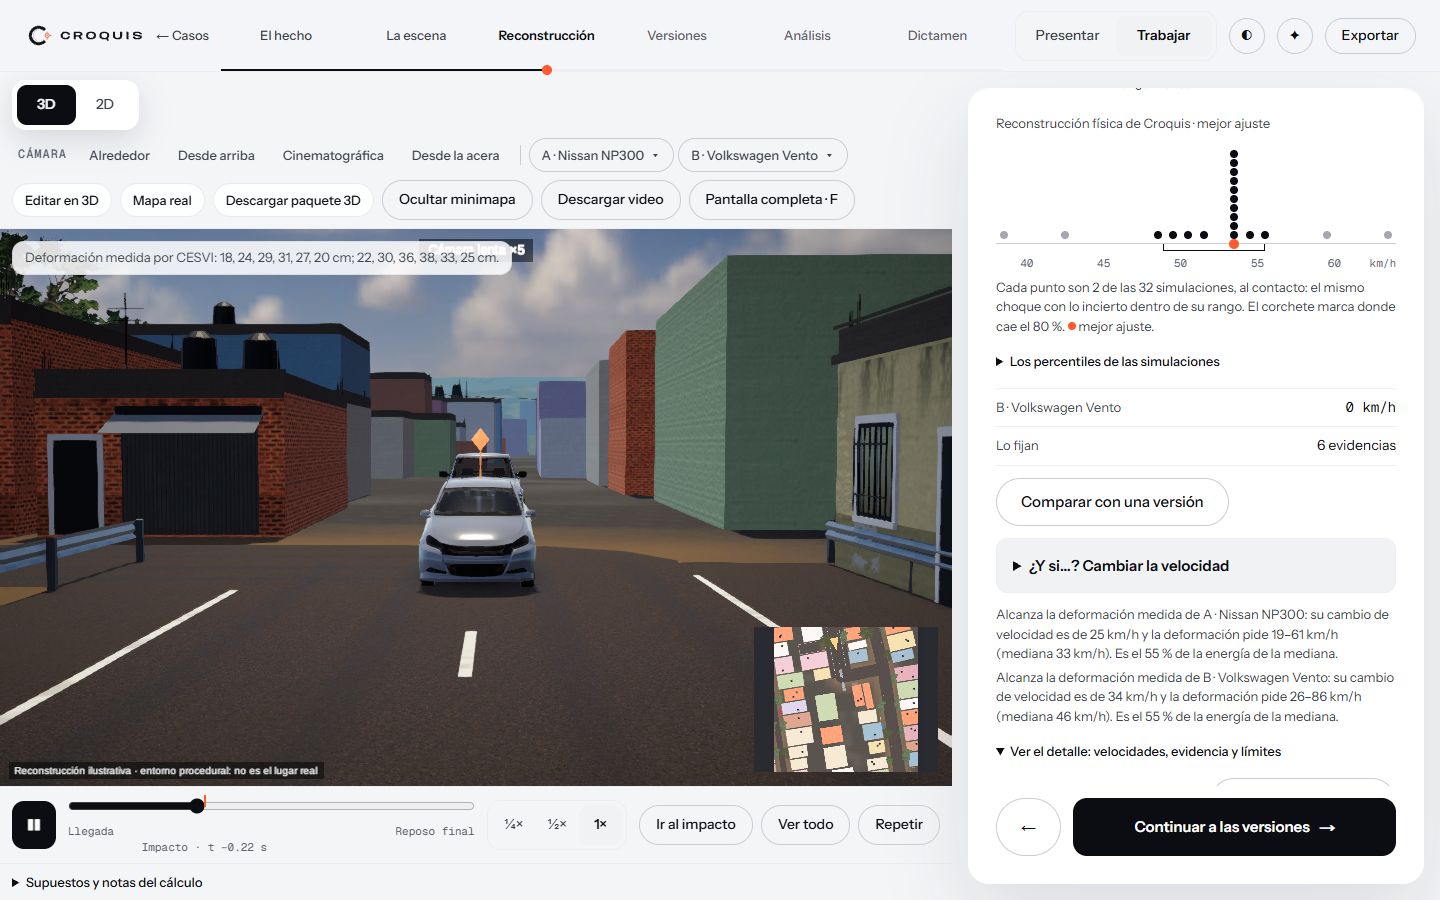 CROQUIS
← Casos
El hecho
La escena
Reconstrucción
Versiones
Análisis
Dictamen
Presentar
Trabajar
Exportar
3D
2D
CÁMARA
Alrededor
Desde arriba
Cinematográfica
Desde la acera
A · Nissan NP300
B · Volkswagen Vento
Editar en 3D
Mapa real
Descargar paquete 3D
Ocultar minimapa
Descargar video
Pantalla completa · F
Cámara lenta ×5
Deformación medida por CESVI: 18, 24, 29, 31, 27, 20 cm; 22, 30, 36, 38, 33, 25 cm.
Reconstrucción ilustrativa · entorno procedural: no es el lugar real
Llegada
Reposo final
Impacto · t −0.22 s
¼×
½×
1×
Ir al impacto
Ver todo
Repetir
Supuestos y notas del cálculo
Reconstrucción física de Croquis · mejor ajuste
40
45
50
55
60
km/h
Cada punto son 2 de las 32 simulaciones, al contacto: el mismo
choque con lo incierto dentro de su rango. El corchete marca donde
cae el 80 %. mejor ajuste.
Los percentiles de las simulaciones
B · Volkswagen Vento
0 km/h
Lo fijan
6 evidencias
Comparar con una versión
¿Y si…? Cambiar la velocidad
Alcanza la deformación medida de A · Nissan NP300: su cambio de
velocidad es de 25 km/h y la deformación pide 19–61 km/h
(mediana 33 km/h). Es el 55 % de la energía de la mediana.
Alcanza la deformación medida de B · Volkswagen Vento: su cambio
de velocidad es de 34 km/h y la deformación pide 26–86 km/h
(mediana 46 km/h). Es el 55 % de la energía de la mediana.
Ver el detalle: velocidades, evidencia y límites
←
Continuar a las versiones →